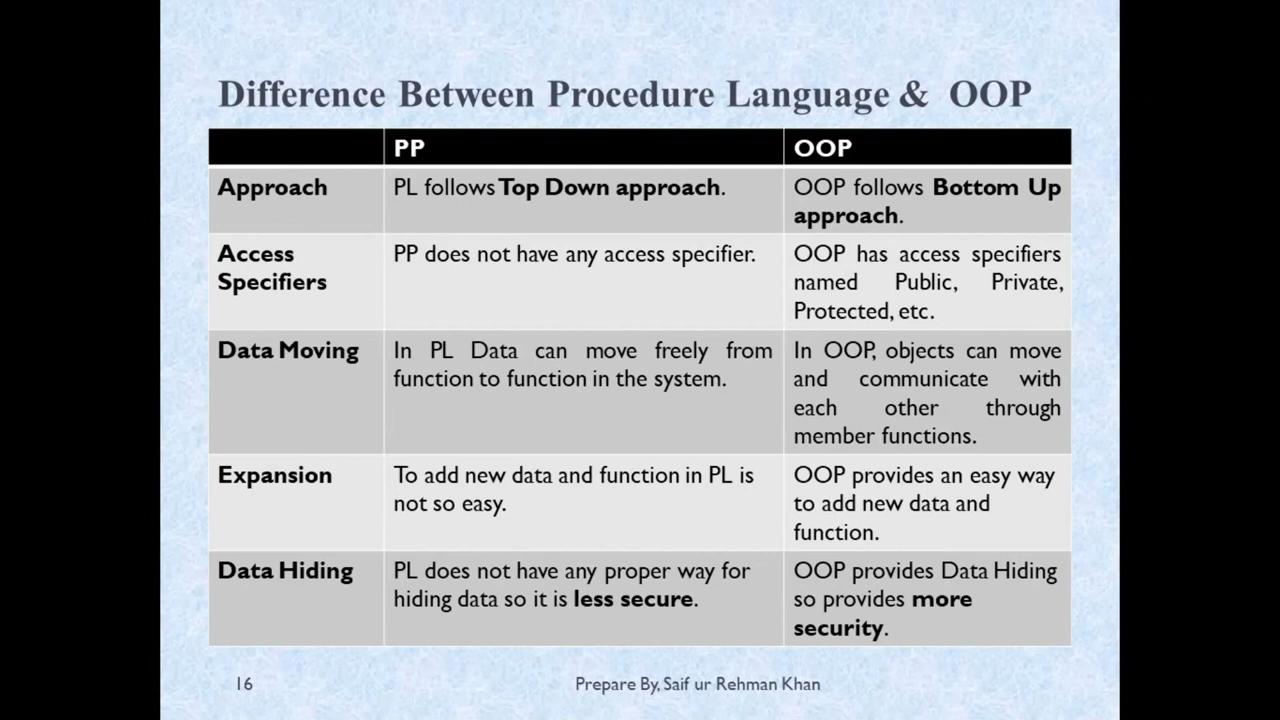 Difference Between Procedure Language & OOP
PP
OOP
Approach
PL follows Top Down approach.
OOP follows Bottom Up
approach.
Access
Specifiers
PP does not have any access specifier.
OOP has access specifiers
named Public, Private,
Protected, etc.
Data Moving
In PL Data can move freely from
function to function in the system.
In OOP, objects can move
and communicate with
each other through
member functions.
Expansion
To add new data and function in PL is
not so easy.
OOP provides an easy way
to add new data and
function.
Data Hiding
PL does not have any proper way for
hiding data so it is less secure.
OOP provides Data Hiding
so provides more
security.
16
Prepare By, Saif ur Rehman Khan